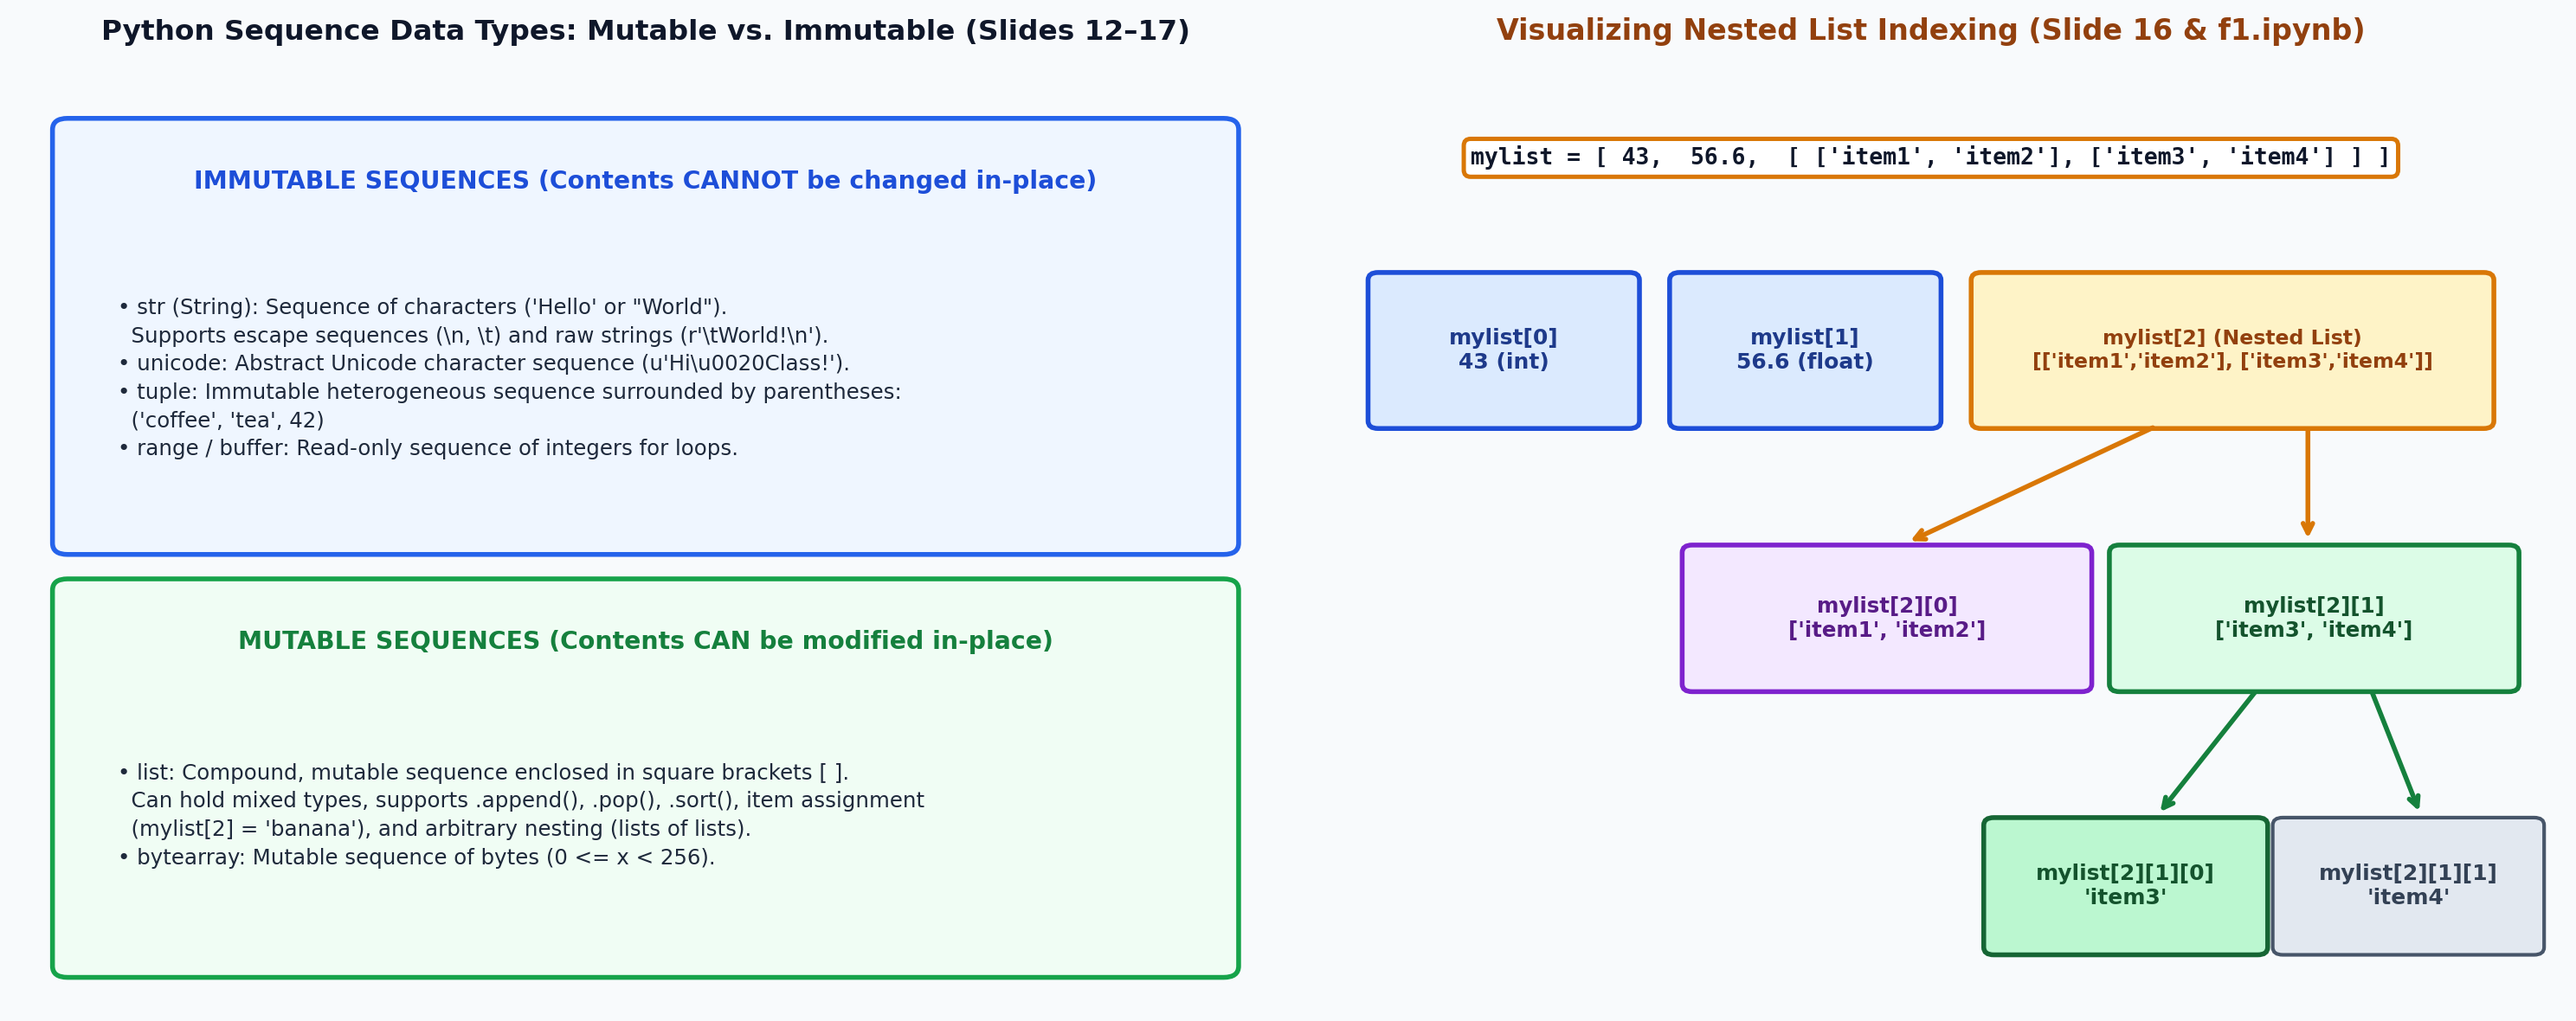 Python Sequence Data Types: Mutable vs. Immutable (Slides 12–17)
IMMUTABLE SEQUENCES (Contents CANNOT be changed in-place)
• str (String): Sequence of characters ('Hello' or "World").
Supports escape sequences (\n, \t) and raw strings (r'\tWorld!\n').
• unicode: Abstract Unicode character sequence (u'Hi\u0020Class!').
• tuple: Immutable heterogeneous sequence surrounded by parentheses:
('coffee', 'tea', 42)
• range / buffer: Read-only sequence of integers for loops.
MUTABLE SEQUENCES (Contents CAN be modified in-place)
• list: Compound, mutable sequence enclosed in square brackets [ ].
Can hold mixed types, supports .append(), .pop(), .sort(), item assignment
(mylist[2] = 'banana'), and arbitrary nesting (lists of lists).
• bytearray: Mutable sequence of bytes (0 <= x < 256).
Visualizing Nested List Indexing (Slide 16 & f1.ipynb)
mylist = [ 43,  56.6,  [ ['item1', 'item2'], ['item3', 'item4'] ] ]
mylist[0]
43 (int)
mylist[1]
56.6 (float)
mylist[2] (Nested List)
[['item1','item2'], ['item3','item4']]
mylist[2][0]
['item1', 'item2']
mylist[2][1]
['item3', 'item4']
mylist[2][1][0]
'item3'
mylist[2][1][1]
'item4'